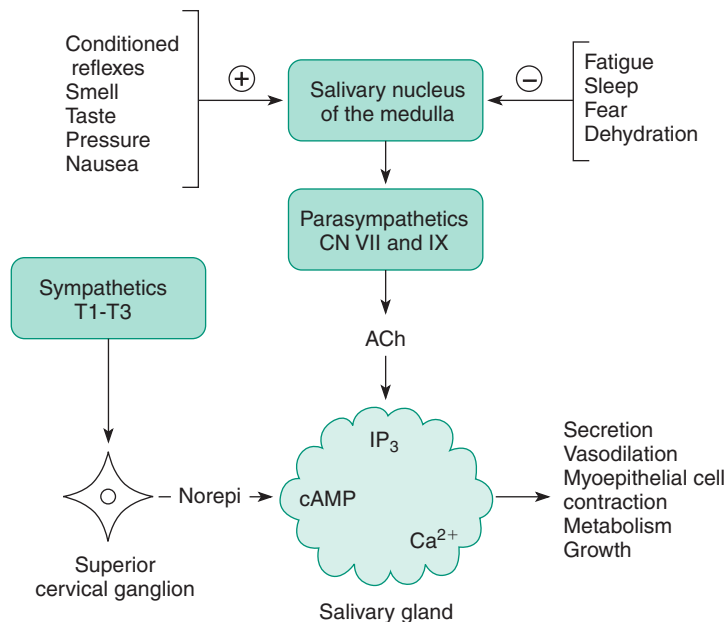 Conditioned
reflexes
Smell
Taste
Pressure
Nausea
+
Salivary nucleus
of the medulla
−
Fatigue
Sleep
Fear
Dehydration
Parasympathetics
CN VII and IX
Sympathetics
T1-T3
ACh
IP₃
cAMP
Ca²⁺
Norepi
Superior
cervical ganglion
Salivary gland
Secretion
Vasodilation
Myoepithelial cell
contraction
Metabolism
Growth